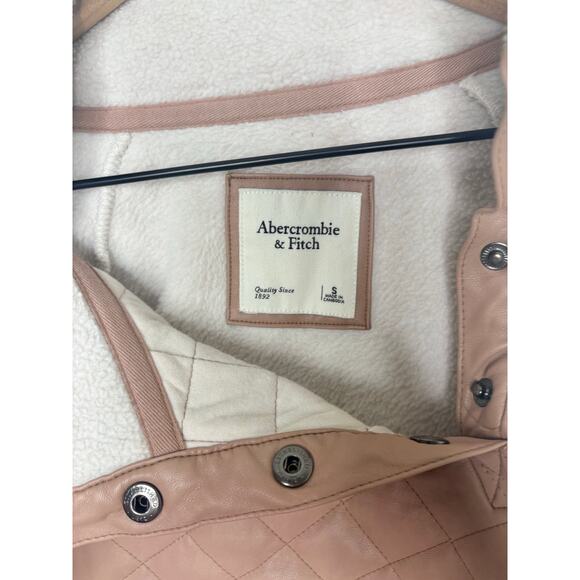 Abercrombie
& Fitch
Quality Since
1892
S
MADE IN
CAMBODIA